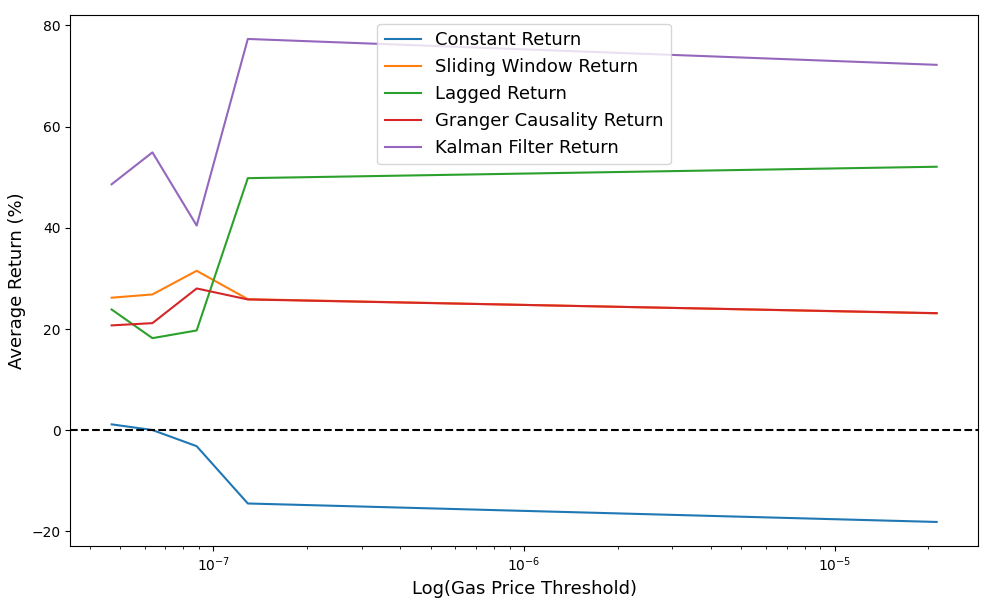 80
60
40
20
0
−20
Average Return (%)
Constant Return
Sliding Window Return
Lagged Return
Granger Causality Return
Kalman Filter Return
10⁻⁷
10⁻⁶
10⁻⁵
Log(Gas Price Threshold)